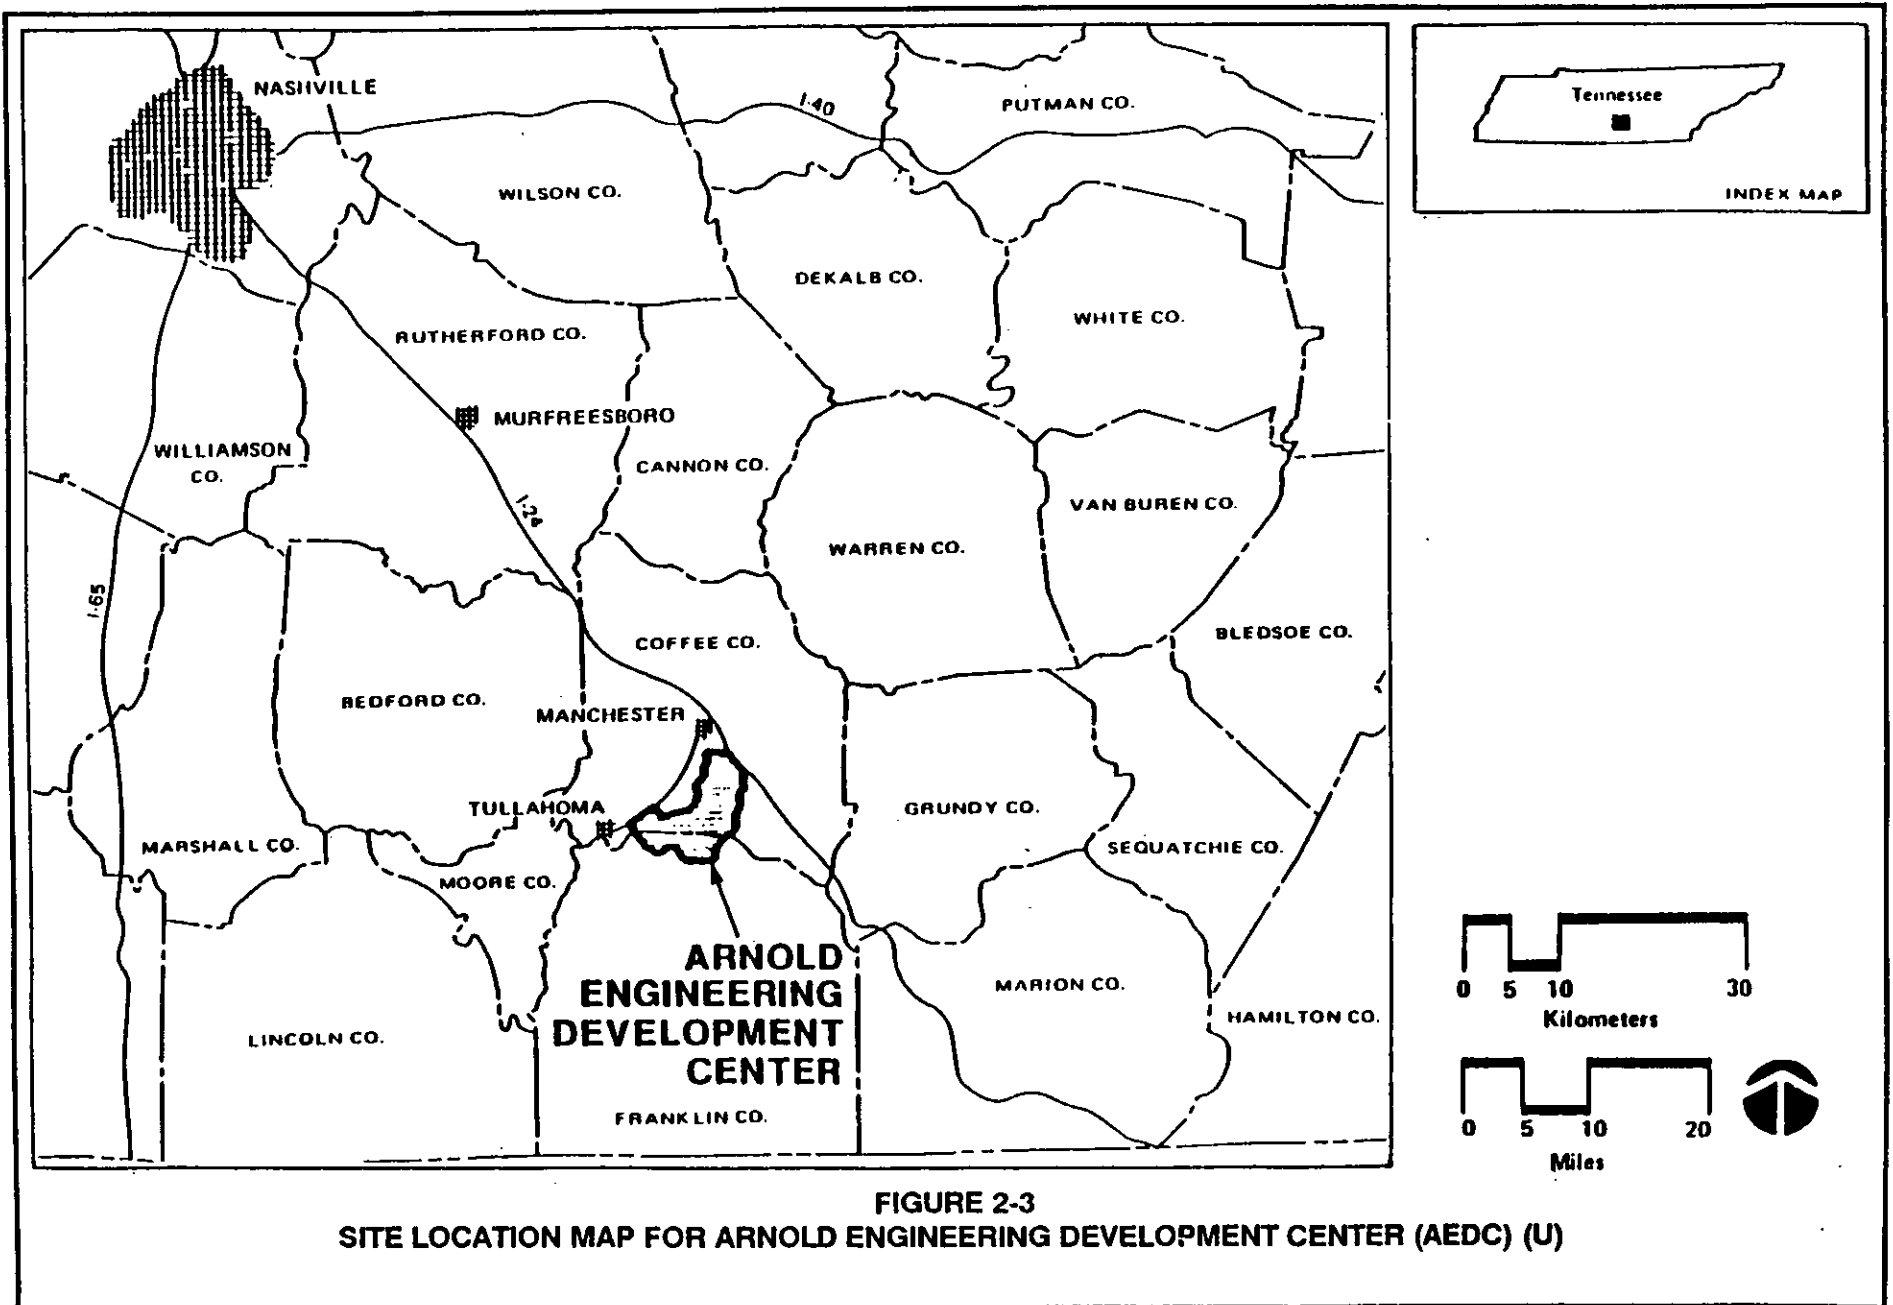 NASHVILLE
I-40
PUTMAN CO.
Tennessee
INDEX MAP
WILSON CO.
DEKALB CO.
WHITE CO.
RUTHERFORD CO.
MURFREESBORO
WILLIAMSON
CO.
CANNON CO.
I-24
VAN BUREN CO.
WARREN CO.
I-65
COFFEE CO.
BLEDSOE CO.
BEDFORD CO.
MANCHESTER
TULLAHOMA
GRUNDY CO.
MARSHALL CO.
SEQUATCHIE CO.
MOORE CO.
ARNOLD
ENGINEERING
DEVELOPMENT
CENTER
MARION CO.
HAMILTON CO.
LINCOLN CO.
FRANKLIN CO.
0 5 10 30
Kilometers
0 5 10 20
Miles
FIGURE 2-3
SITE LOCATION MAP FOR ARNOLD ENGINEERING DEVELOPMENT CENTER (AEDC) (U)